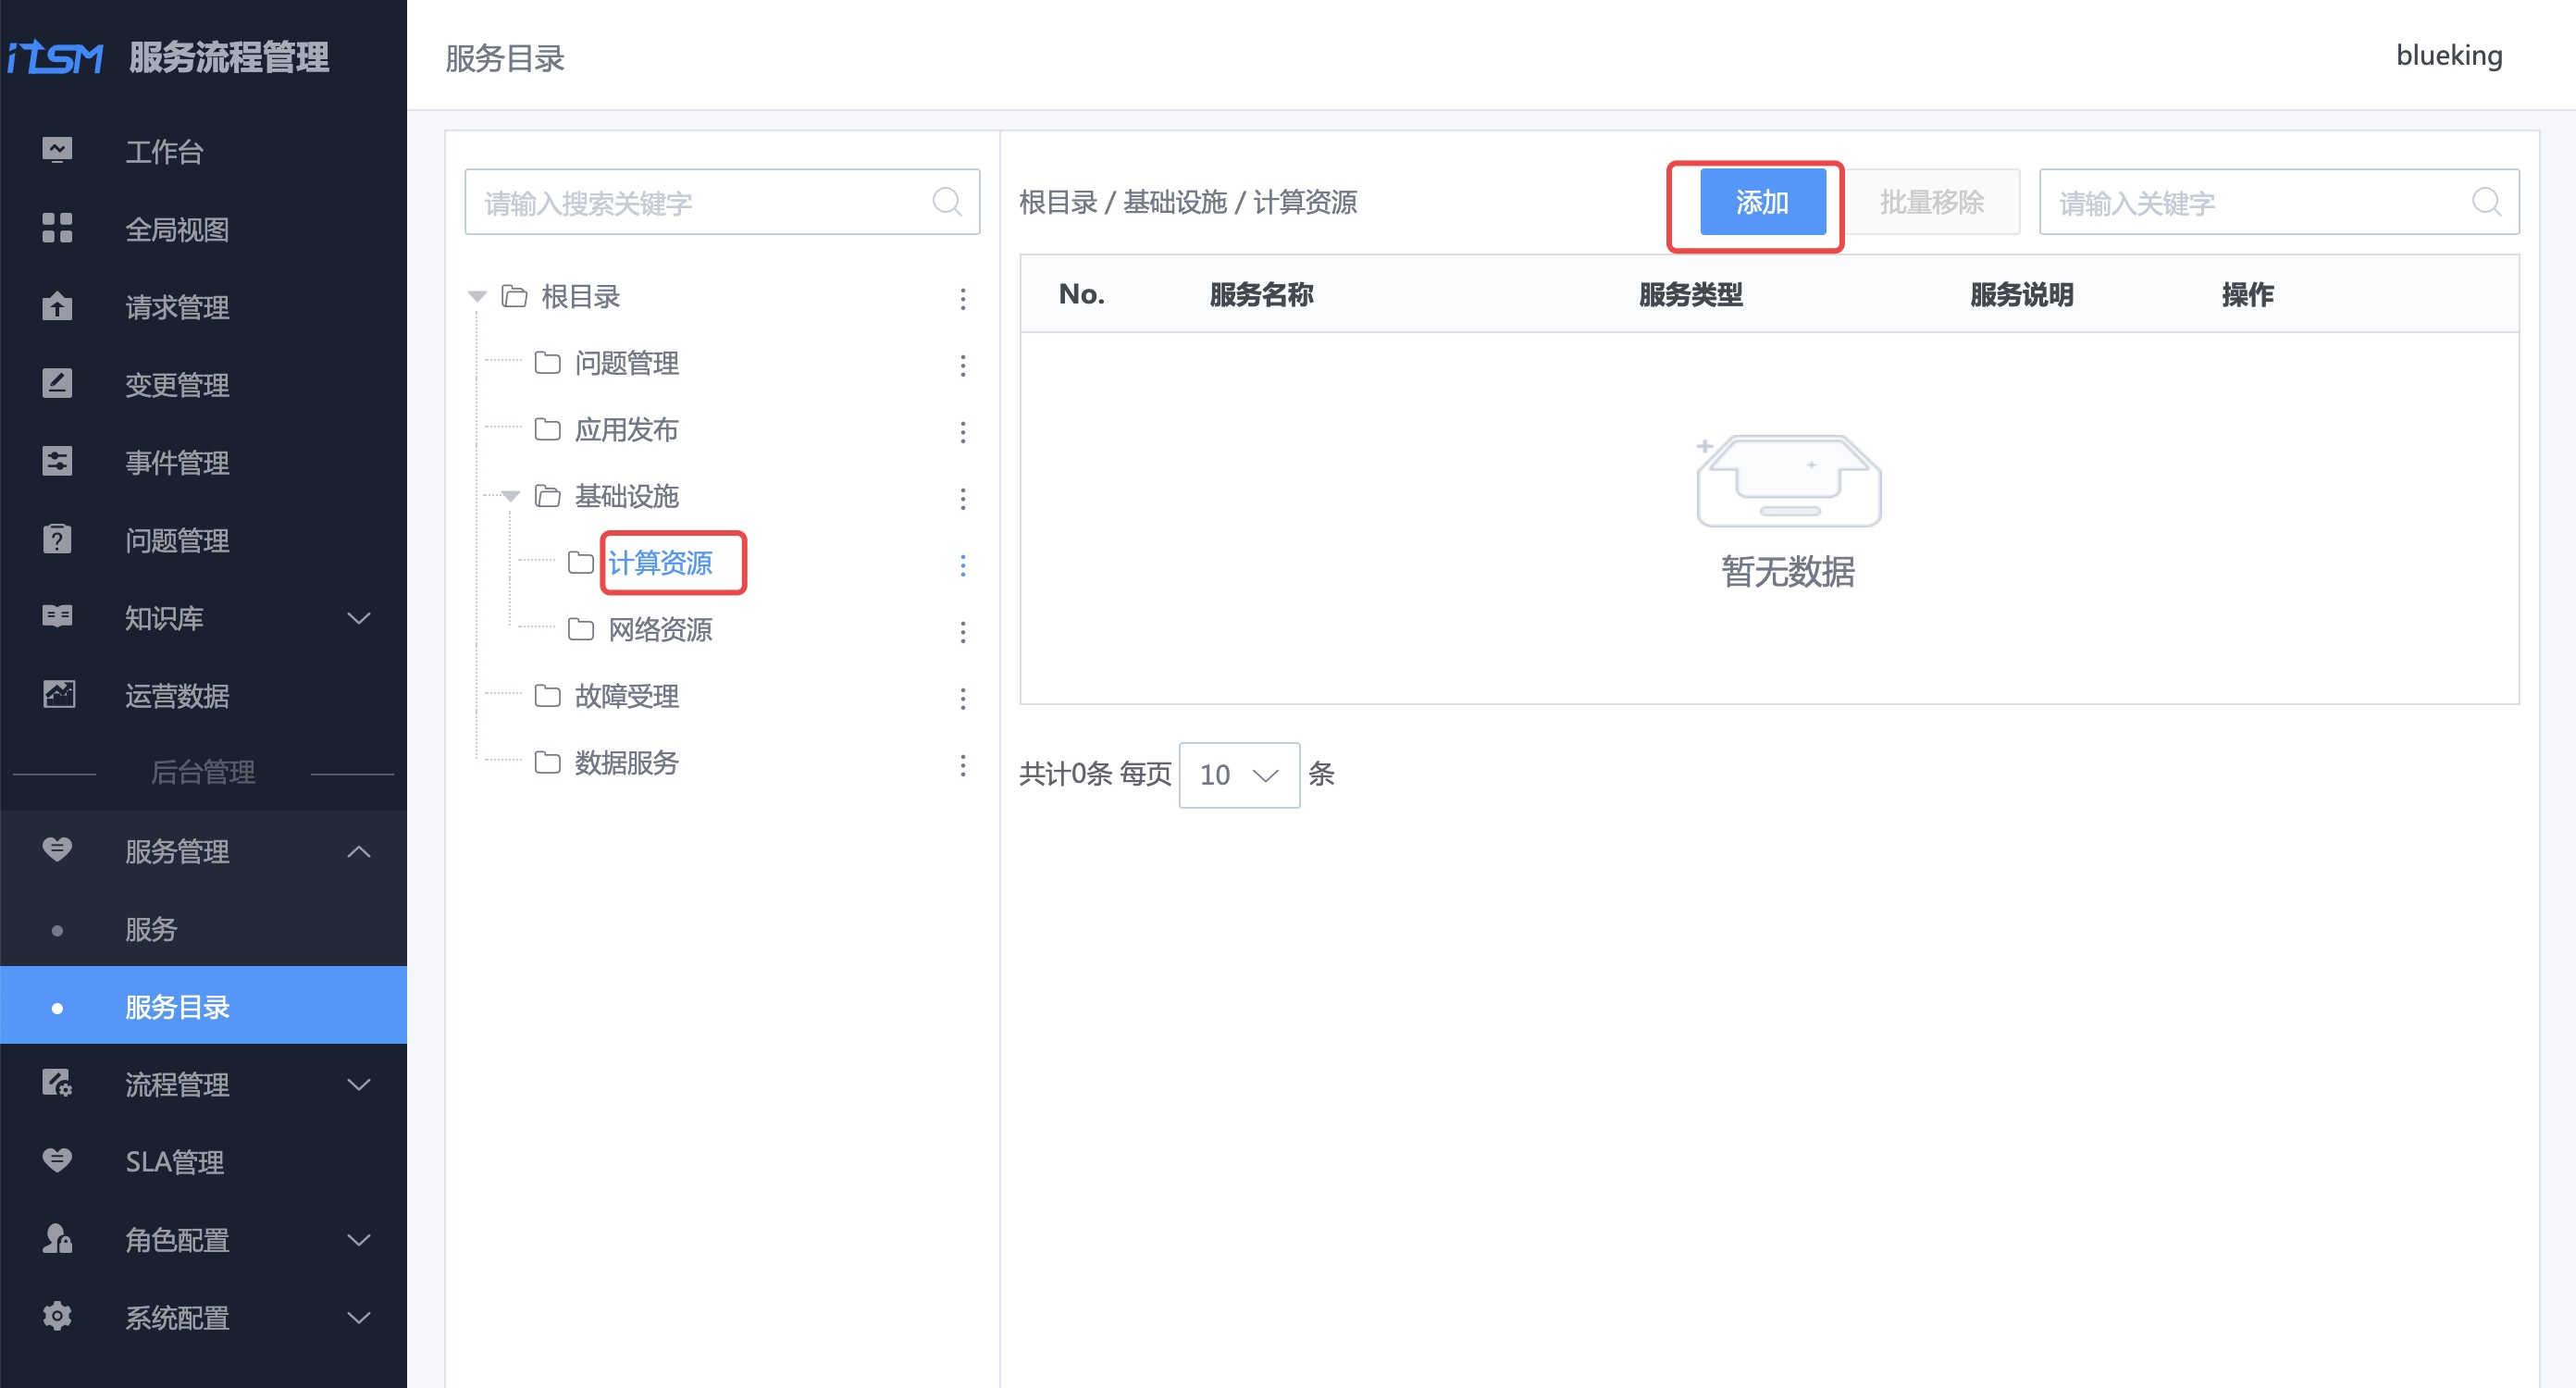 iTSM 服务流程管理
工作台
全局视图
请求管理
变更管理
事件管理
问题管理
知识库
运营数据
后台管理
服务管理
服务
服务目录
流程管理
SLA管理
角色配置
系统配置
服务目录
blueking
请输入搜索关键字
根目录
问题管理
应用发布
基础设施
计算资源
网络资源
故障受理
数据服务
根目录 / 基础设施 / 计算资源
添加
批量移除
请输入关键字
No. 服务名称 服务类型 服务说明 操作
暂无数据
共计0条 每页 10 条